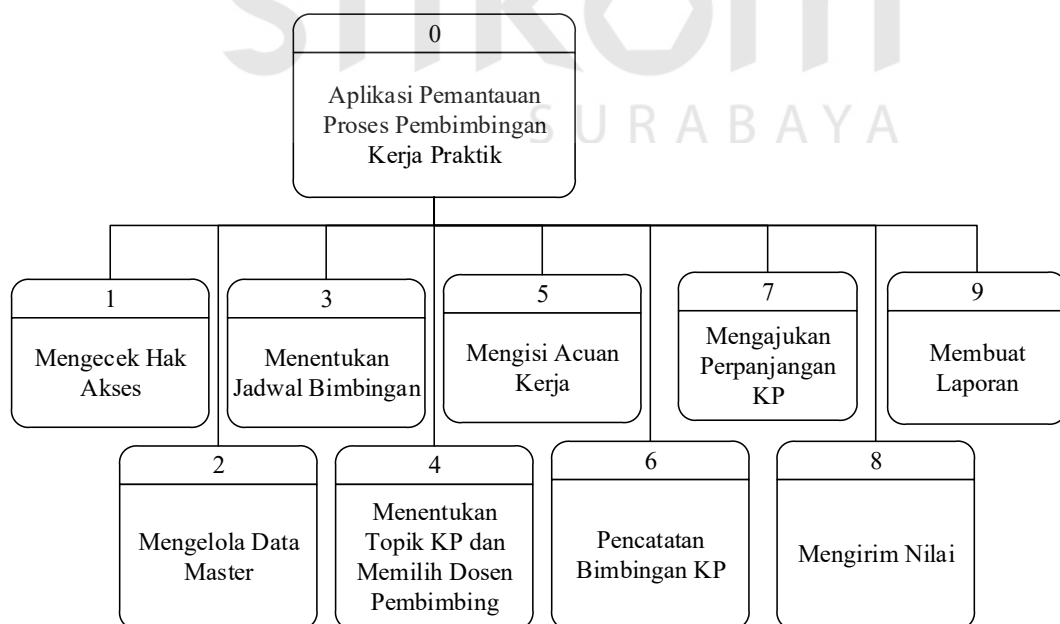 STIKOM
SURABAYA
0
Aplikasi Pemantauan
Proses Pembimbingan
Kerja Praktik
1
Mengecek Hak
Akses
3
Menentukan
Jadwal Bimbingan
5
Mengisi Acuan
Kerja
7
Mengajukan
Perpanjangan
KP
9
Membuat
Laporan
2
Mengelola Data
Master
4
Menentukan
Topik KP dan
Memilih Dosen
Pembimbing
6
Pencatatan
Bimbingan KP
8
Mengirim Nilai